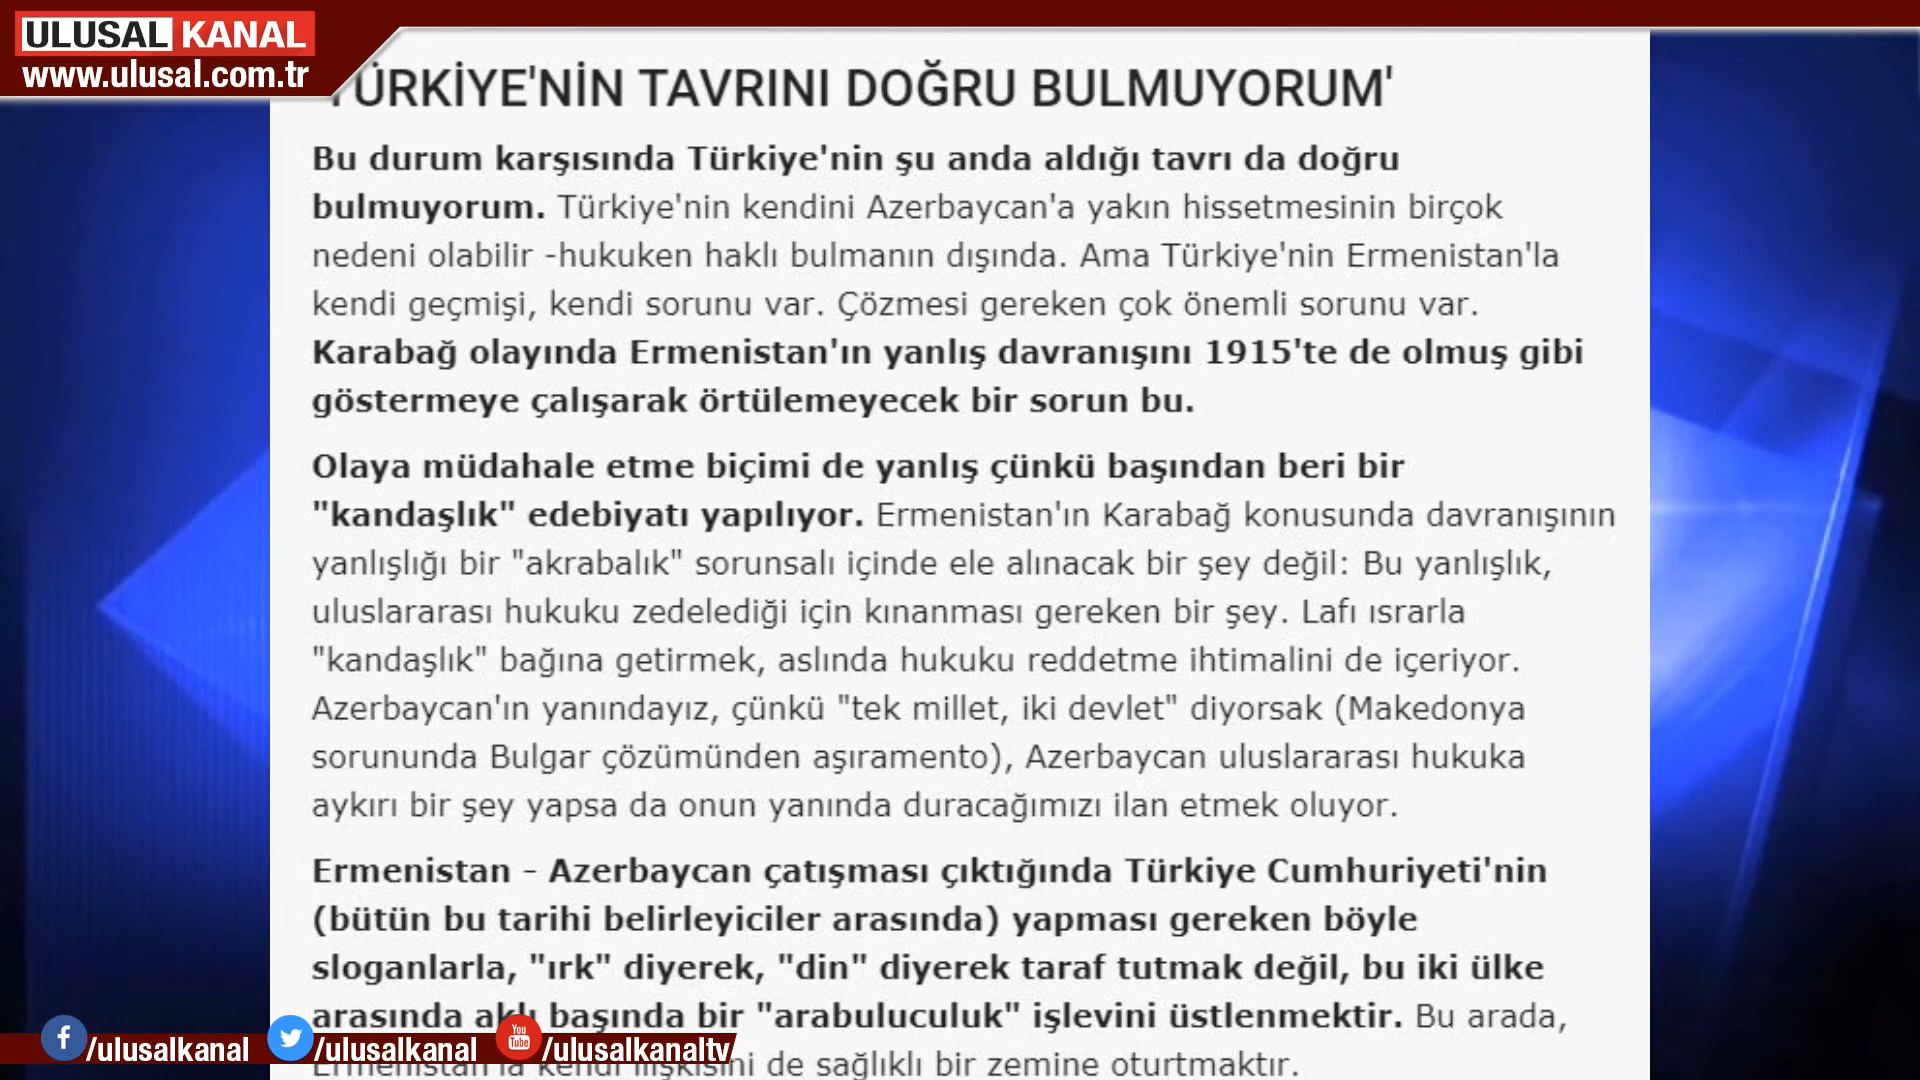 ULUSAL KANAL
www.ulusal.com.tr
TÜRKİYE'NİN TAVRINI DOĞRU BULMUYORUM'
Bu durum karşısında Türkiye'nin şu anda aldığı tavrı da doğru
bulmuyorum. Türkiye'nin kendini Azerbaycan'a yakın hissetmesinin birçok
nedeni olabilir -hukuken haklı bulmanın dışında. Ama Türkiye'nin Ermenistan'la
kendi geçmişi, kendi sorunu var. Çözmesi gereken çok önemli sorunu var.
Karabağ olayında Ermenistan'ın yanlış davranışını 1915'te de olmuş gibi
göstermeye çalışarak örtülemeyecek bir sorun bu.
Olaya müdahale etme biçimi de yanlış çünkü başından beri bir
"kandaşlık" edebiyatı yapılıyor. Ermenistan'ın Karabağ konusunda davranışının
yanlışlığı bir "akrabalık" sorunsalı içinde ele alınacak bir şey değil: Bu yanlışlık,
uluslararası hukuku zedelediği için kınanması gereken bir şey. Lafı ısrarla
"kandaşlık" bağına getirmek, aslında hukuku reddetme ihtimalini de içeriyor.
Azerbaycan'ın yanındayız, çünkü "tek millet, iki devlet" diyorsak (Makedonya
sorununda Bulgar çözümünden aşıramento), Azerbaycan uluslararası hukuka
aykırı bir şey yapsa da onun yanında duracağımızı ilan etmek oluyor.
Ermenistan - Azerbaycan çatışması çıktığında Türkiye Cumhuriyeti'nin
(bütün bu tarihi belirleyiciler arasında) yapması gereken böyle
sloganlarla, "ırk" diyerek, "din" diyerek taraf tutmak değil, bu iki ülke
arasında aklı başında bir "arabuluculuk" işlevini üstlenmektir. Bu arada,
Ermenistan'la kendi ilişkisini de sağlıklı bir zemine oturtmaktır.
/ulusalkanal /ulusalkanal You Tube /ulusalkanaltv